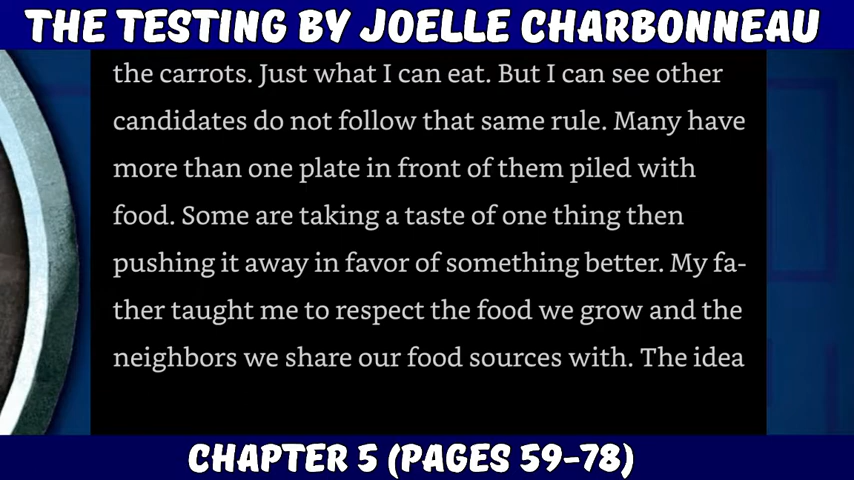 THE TESTING BY JOELLE CHARBONNEAU
the carrots. Just what I can eat. But I can see other
candidates do not follow that same rule. Many have
more than one plate in front of them piled with
food. Some are taking a taste of one thing then
pushing it away in favor of something better. My fa-
ther taught me to respect the food we grow and the
neighbors we share our food sources with. The idea
CHAPTER 5 (PAGES 59-78)